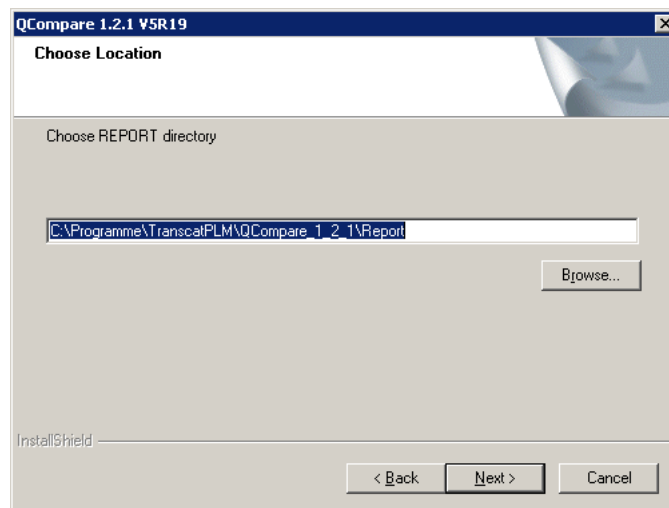 QCompare 1.2.1 V5R19
Choose Location
Choose REPORT directory
C:\Programme\TranscatPLM\QCompare_1_2_1\Report
Browse...
InstallShield
< Back Next > Cancel